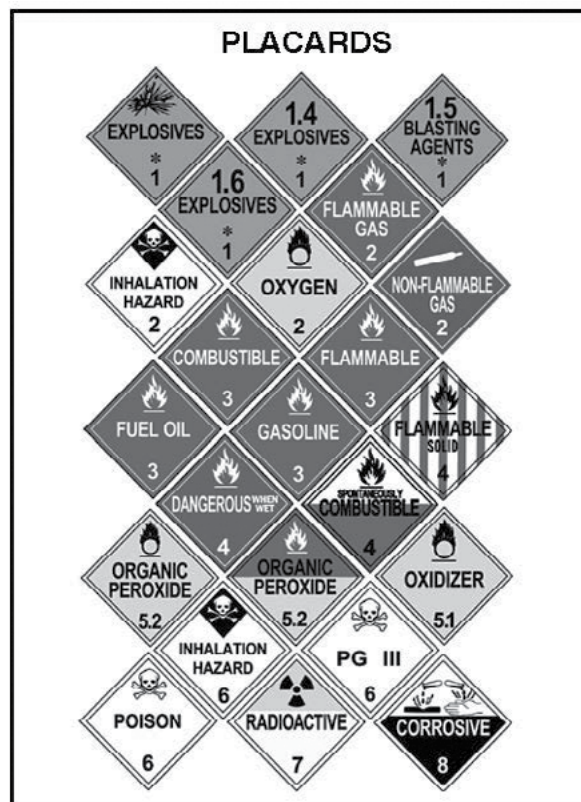 PLACARDS
EXPLOSIVES
*
1
1.4
EXPLOSIVES
*
1
1.5
BLASTING
AGENTS
*
1
1.6
EXPLOSIVES
*
1
FLAMMABLE
GAS
2
INHALATION
HAZARD
2
OXYGEN
2
NON-FLAMMABLE
GAS
2
COMBUSTIBLE
3
FLAMMABLE
3
FUEL OIL
3
GASOLINE
3
FLAMMABLE
SOLID
4
DANGEROUS WHEN WET
4
SPONTANEOUSLY
COMBUSTIBLE
4
ORGANIC
PEROXIDE
5.2
ORGANIC
PEROXIDE
5.2
OXIDIZER
5.1
INHALATION
HAZARD
6
PG III
6
POISON
6
RADIOACTIVE
7
CORROSIVE
8